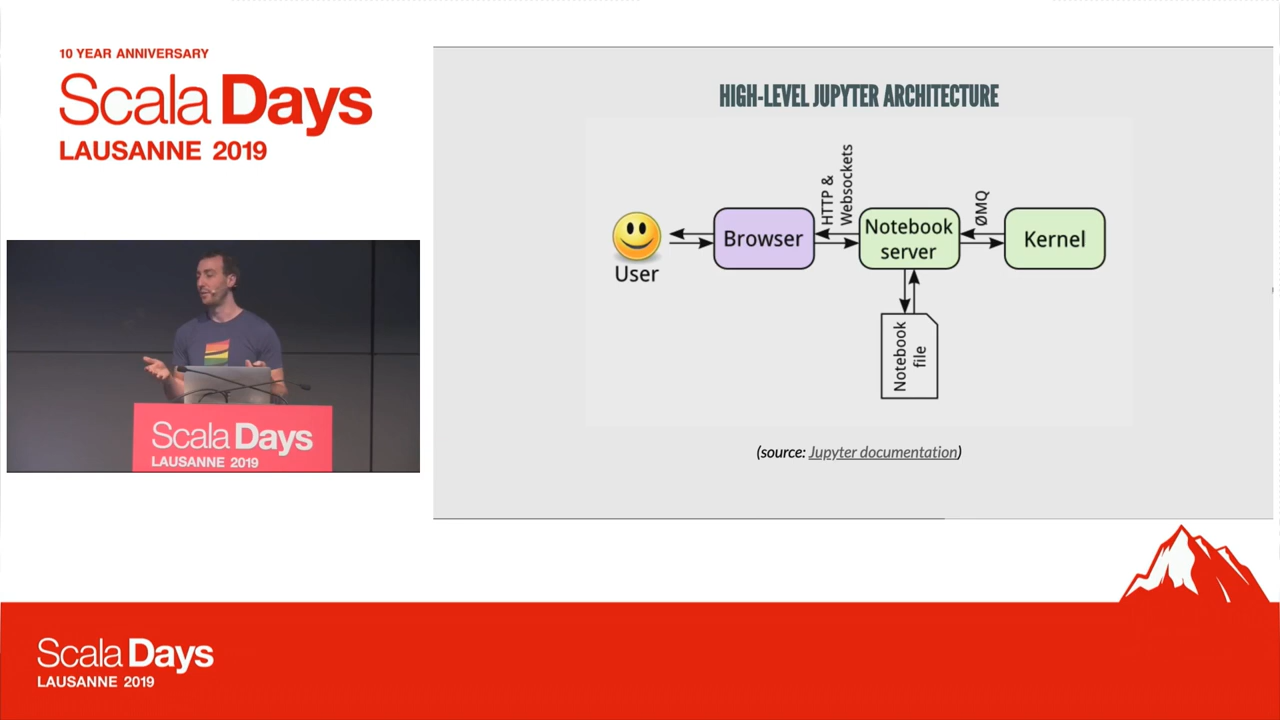 10 YEAR ANNIVERSARY
Scala Days
LAUSANNE 2019
HIGH-LEVEL JUPYTER ARCHITECTURE
User
Browser
HTTP &
Websockets
Notebook
server
ØMQ
Kernel
Notebook
file
(source: Jupyter documentation)
Scala Days
LAUSANNE 2019
Scala Days
LAUSANNE 2019